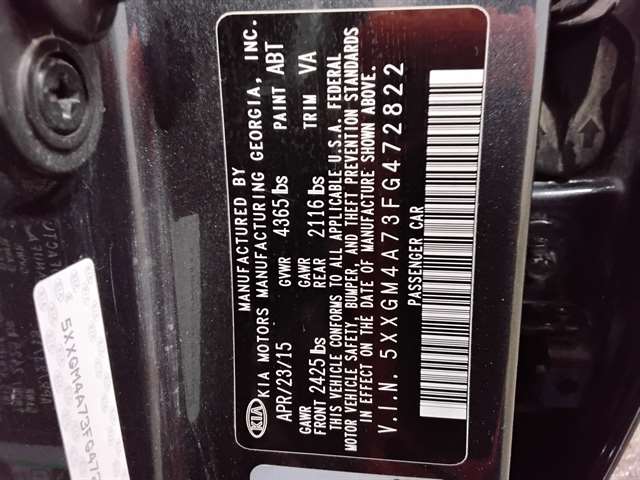 KIA
MANUFACTURED BY
KIA MOTORS MANUFACTURING GEORGIA, INC.
APR/23/15 GVWR 4365 lbs PAINT ABT
GAWR GAWR TRIM VA
FRONT 2425 lbs REAR 2116 lbs
THIS VEHICLE CONFORMS TO ALL APPLICABLE U.S.A. FEDERAL
MOTOR VEHICLE SAFETY, BUMPER, AND THEFT PREVENTION STANDARDS
IN EFFECT ON THE DATE OF MANUFACTURE SHOWN ABOVE.
V.I.N. 5XXGM4A73FG472822
PASSENGER CAR
5XXGM4A73FG47